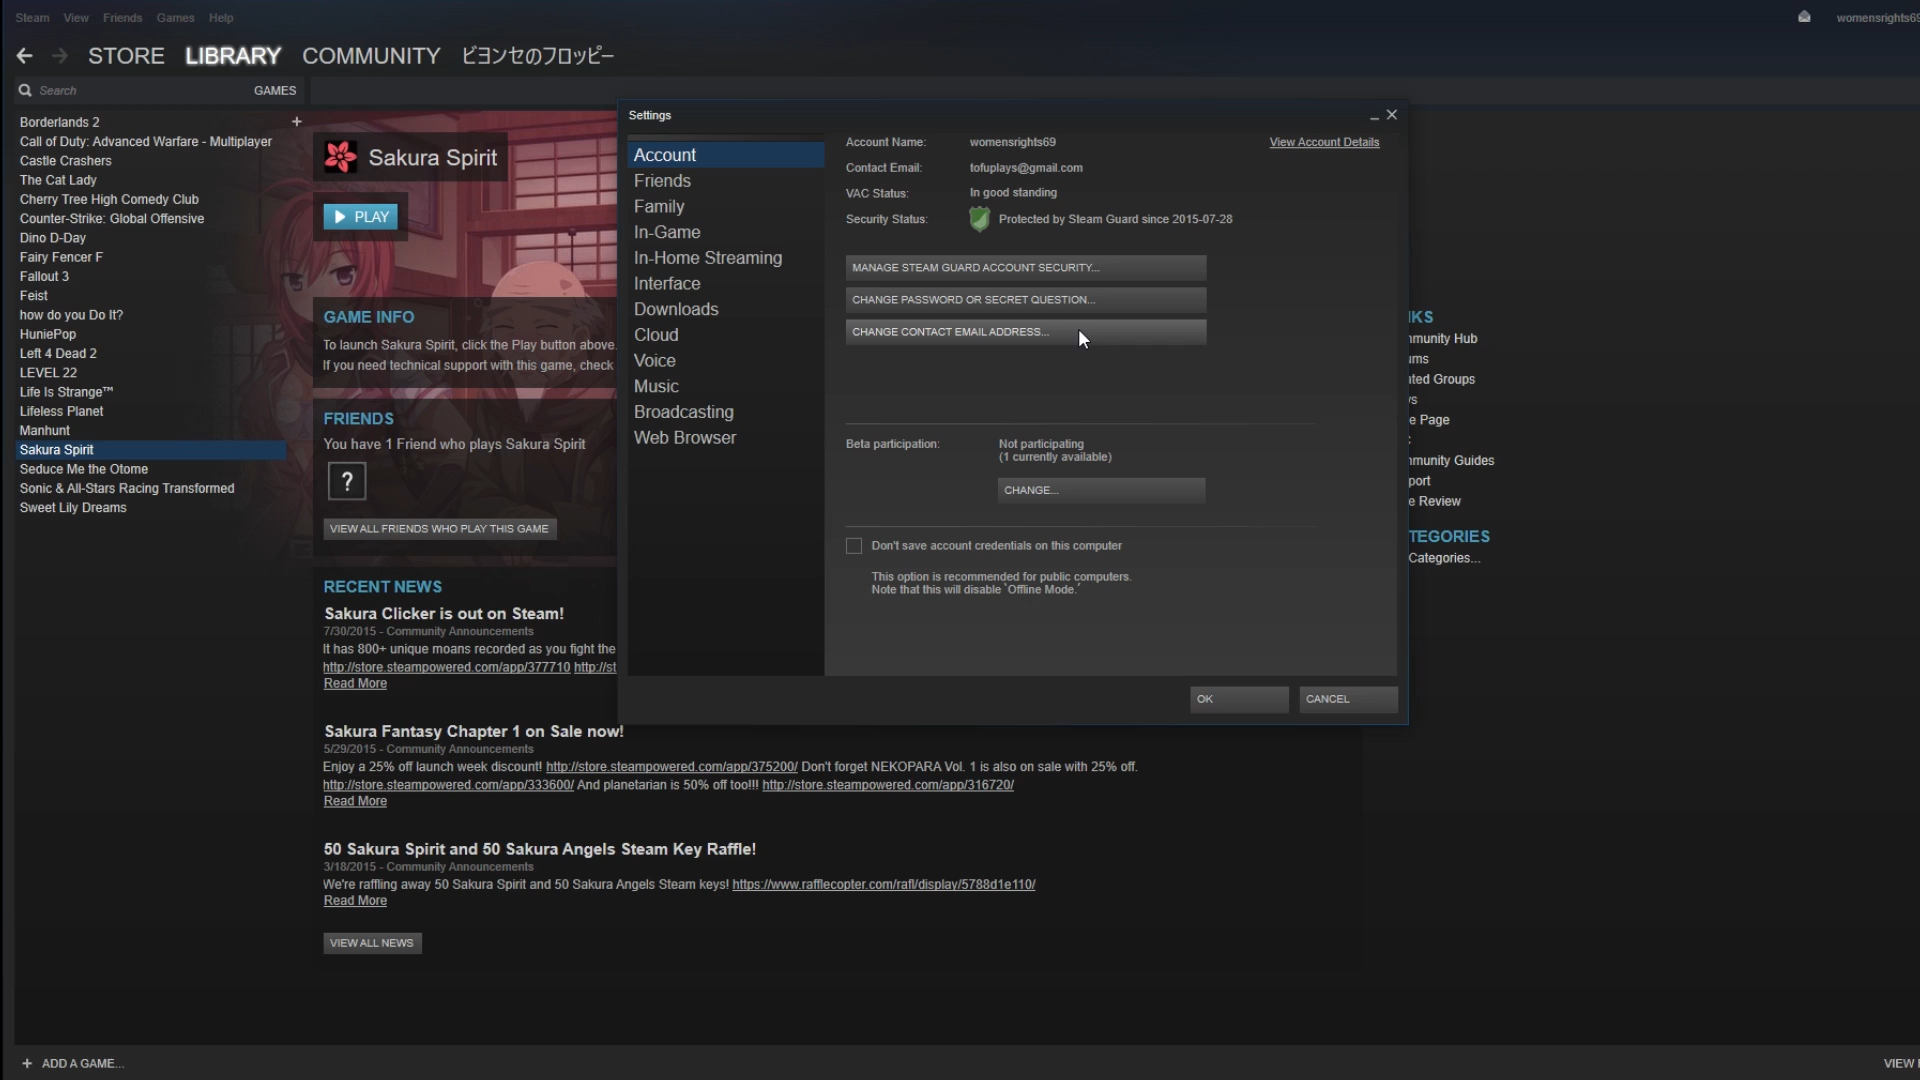 Steam View Friends Games Help
womensrights69
STORE LIBRARY COMMUNITY ビヨンセのフロッピー
Search GAMES
Borderlands 2 +
Call of Duty: Advanced Warfare - Multiplayer
Castle Crashers
The Cat Lady
Cherry Tree High Comedy Club
Counter-Strike: Global Offensive
Dino D-Day
Fairy Fencer F
Fallout 3
Feist
how do you Do It?
HuniePop
Left 4 Dead 2
LEVEL 22
Life Is Strange™
Lifeless Planet
Manhunt
Sakura Spirit
Seduce Me the Otome
Sonic & All-Stars Racing Transformed
Sweet Lily Dreams
Sakura Spirit
PLAY
GAME INFO
To launch Sakura Spirit, click the Play button above.
If you need technical support with this game, check
FRIENDS
You have 1 Friend who plays Sakura Spirit
?
VIEW ALL FRIENDS WHO PLAY THIS GAME
RECENT NEWS
Sakura Clicker is out on Steam!
7/30/2015 - Community Announcements
It has 800+ unique moans recorded as you fight the
http://store.steampowered.com/app/377710 http://st
Read More
Sakura Fantasy Chapter 1 on Sale now!
5/29/2015 - Community Announcements
Enjoy a 25% off launch week discount! http://store.steampowered.com/app/375200/ Don't forget NEKOPARA Vol. 1 is also on sale with 25% off.
http://store.steampowered.com/app/333600/ And planetarian is 50% off too!!! http://store.steampowered.com/app/316720/
Read More
50 Sakura Spirit and 50 Sakura Angels Steam Key Raffle!
3/18/2015 - Community Announcements
We're raffling away 50 Sakura Spirit and 50 Sakura Angels Steam keys! https://www.rafflecopter.com/rafl/display/5788d1e110/
Read More
VIEW ALL NEWS
Settings
Account
Friends
Family
In-Game
In-Home Streaming
Interface
Downloads
Cloud
Voice
Music
Broadcasting
Web Browser
Account Name: womensrights69 View Account Details
Contact Email: tofuplays@gmail.com
VAC Status: In good standing
Security Status: Protected by Steam Guard since 2015-07-28
MANAGE STEAM GUARD ACCOUNT SECURITY...
CHANGE PASSWORD OR SECRET QUESTION...
CHANGE CONTACT EMAIL ADDRESS...
Beta participation: Not participating
(1 currently available)
CHANGE...
Don't save account credentials on this computer
This option is recommended for public computers.
Note that this will disable `Offline Mode.'
OK CANCEL
KS
mmunity Hub
ums
ated Groups
vs
e Page
mmunity Guides
port
e Review
TEGORIES
Categories...
+ ADD A GAME...
VIEW